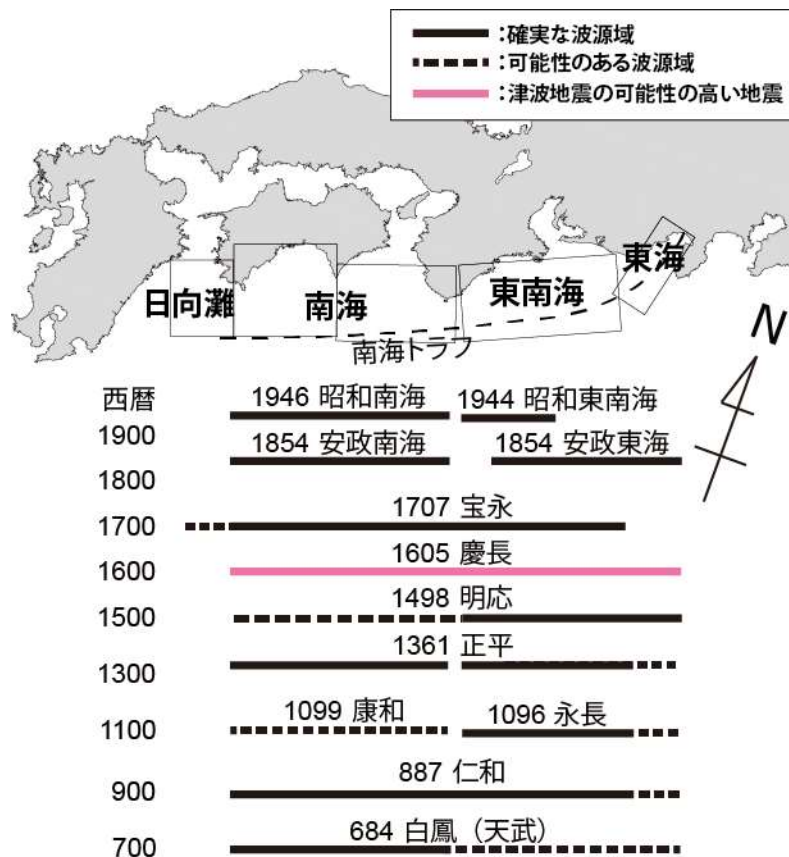 ：確実な波源域
：可能性のある波源域
：津波地震の可能性の高い地震
東海
日向灘
南海
東南海
南海トラフ
N
西暦
1946 昭和南海
1944 昭和東南海
1900
1854 安政南海
1854 安政東海
1800
1707 宝永
1700
1605 慶長
1600
1498 明応
1500
1361 正平
1300
1099 康和
1096 永長
1100
887 仁和
900
684 白鳳（天武）
700